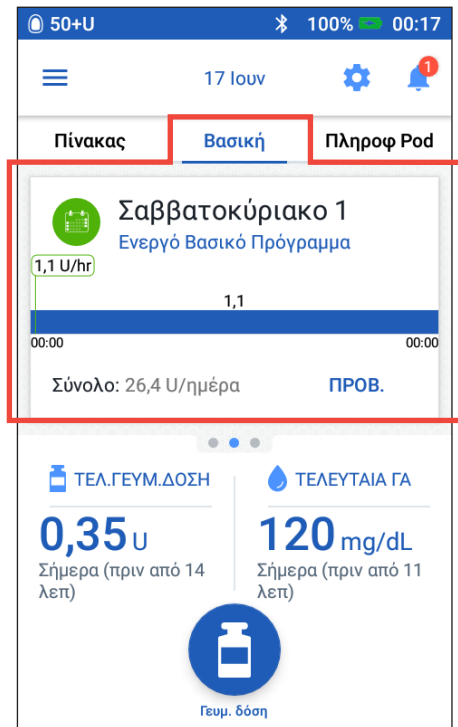 50+U 100% 00:17
17 Ιουν 1
Πίνακας Βασική Πληροφ Pod
Σαββατοκύριακο 1
Ενεργό Βασικό Πρόγραμμα
1,1 U/hr
1,1
00:00 00:00
Σύνολο: 26,4 U/ημέρα ΠΡΟΒ.
ΤΕΛ.ΓΕΥΜ.ΔΟΣΗ ΤΕΛΕΥΤΑΙΑ ΓΑ
0,35 U 120 mg/dL
Σήμερα (πριν από 14 Σήμερα (πριν από 11
λεπ) λεπ)
Γευμ. δόση